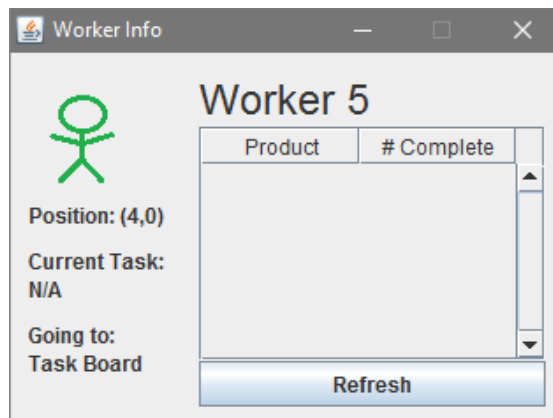 Worker Info
Worker 5
Product # Complete
Position: (4,0)
Current Task:
N/A
Going to:
Task Board
Refresh